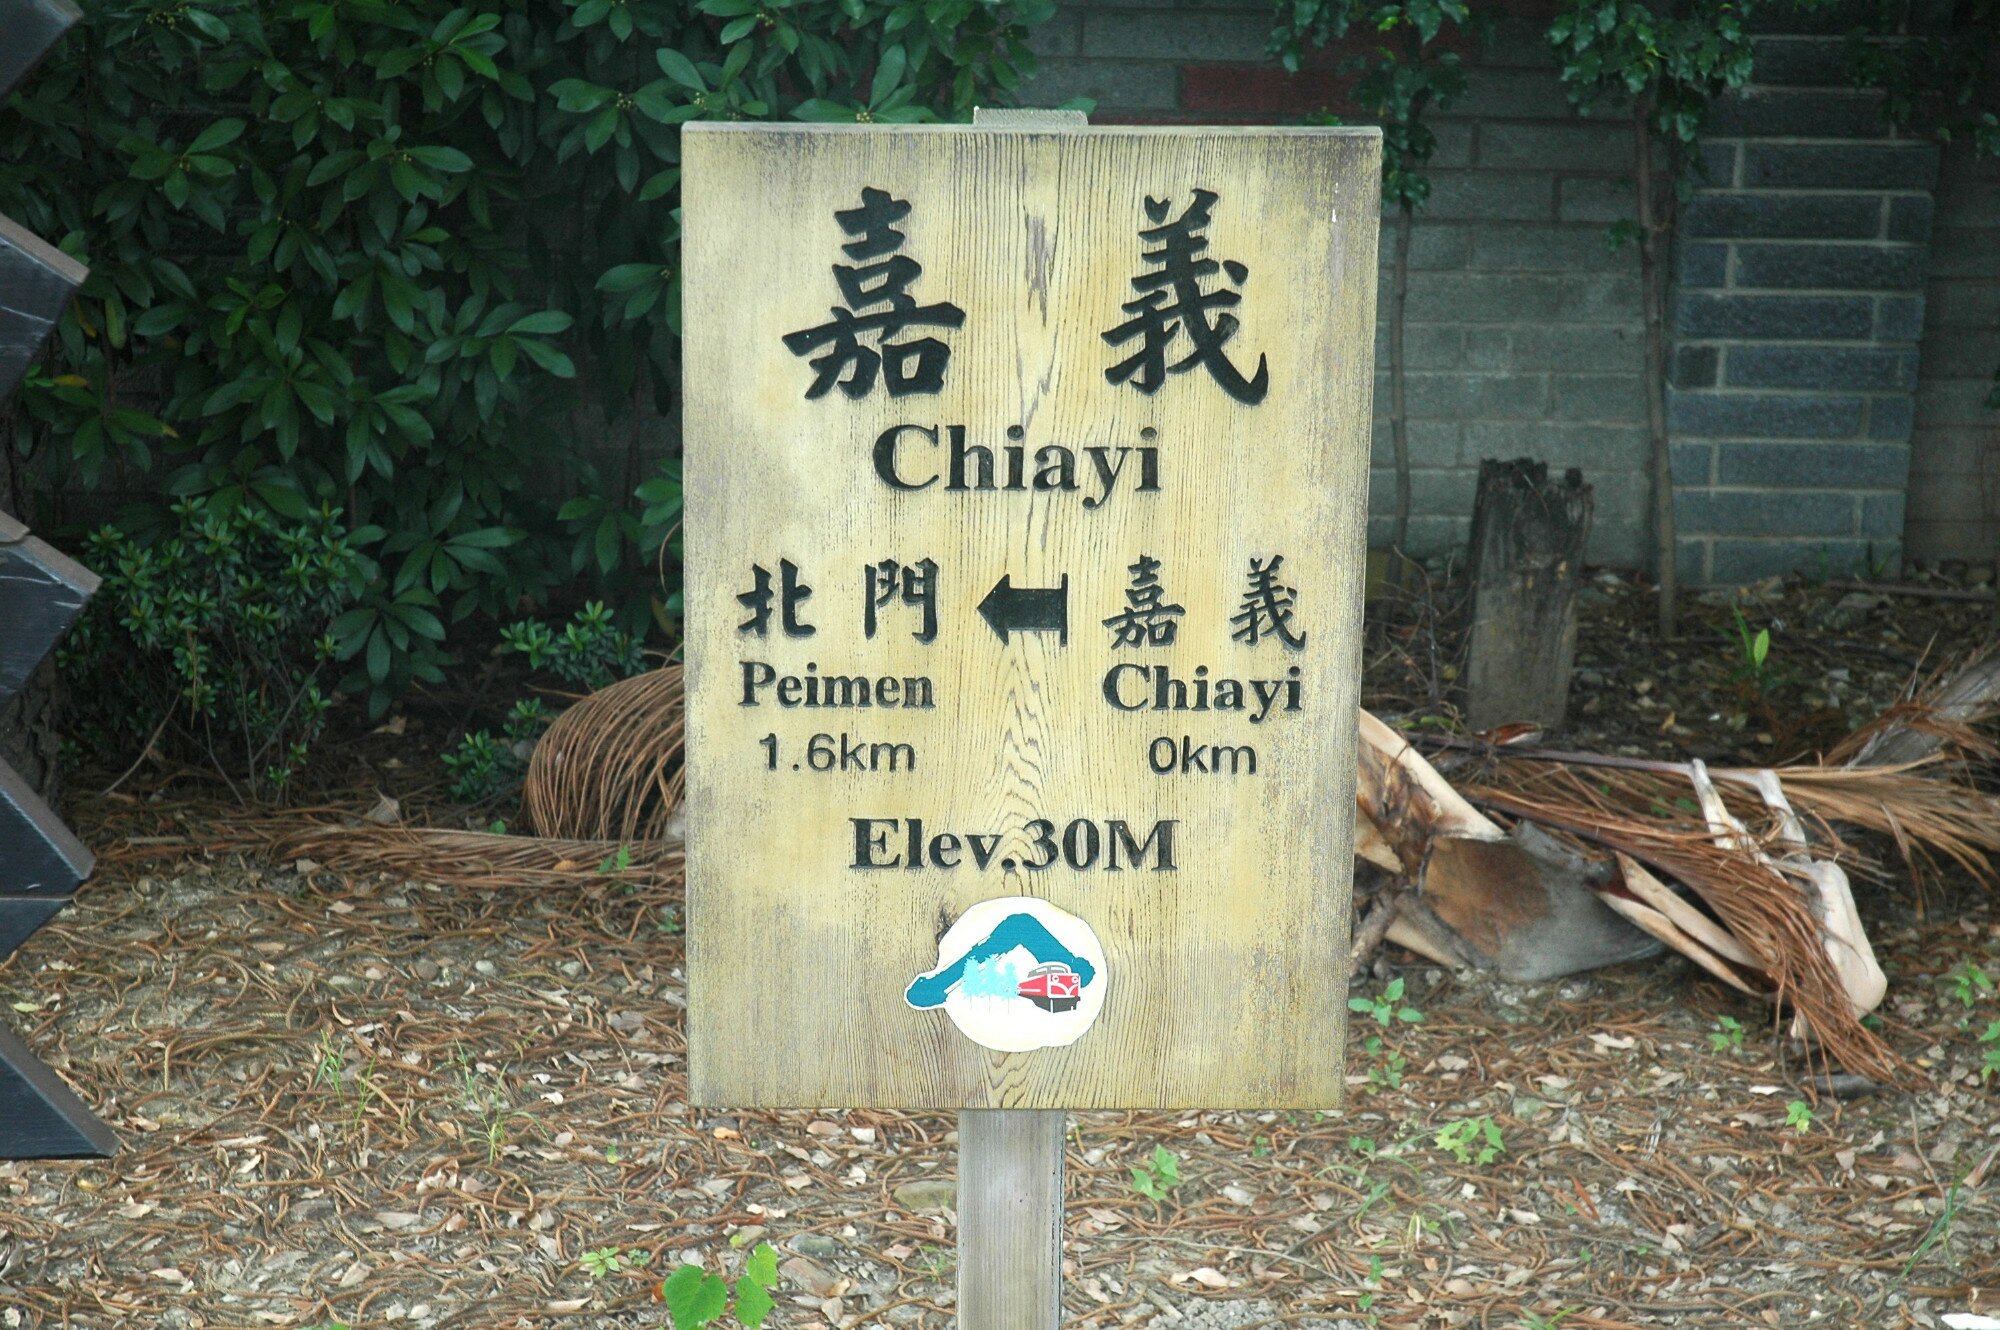 嘉義
Chiayi
北門 嘉義
Peimen Chiayi
1.6km 0km
Elev.30M